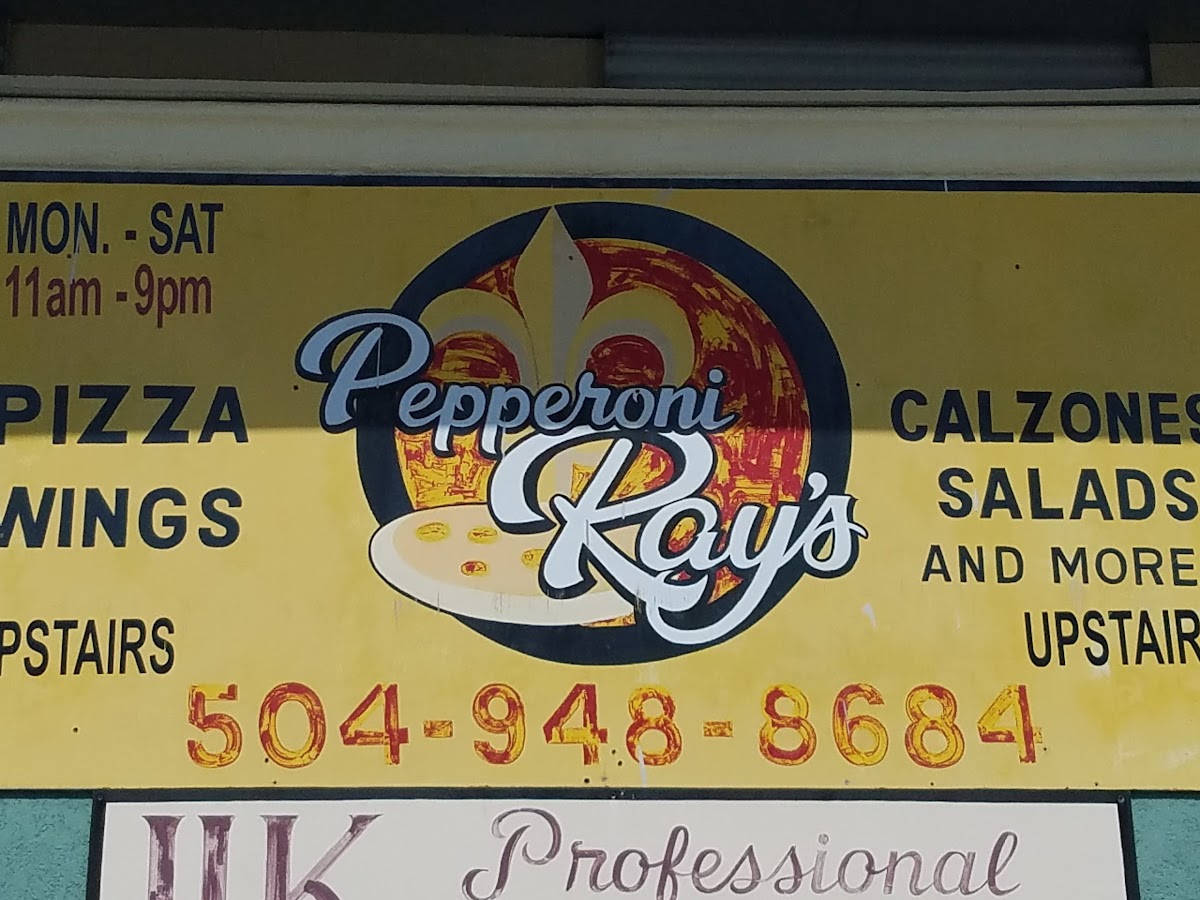 MON. - SAT
11am - 9pm
PIZZA
WINGS
PSTAIRS
Pepperoni
Ray's
CALZONES
SALADS
AND MORE
UPSTAIR
504-948-8684
Professional